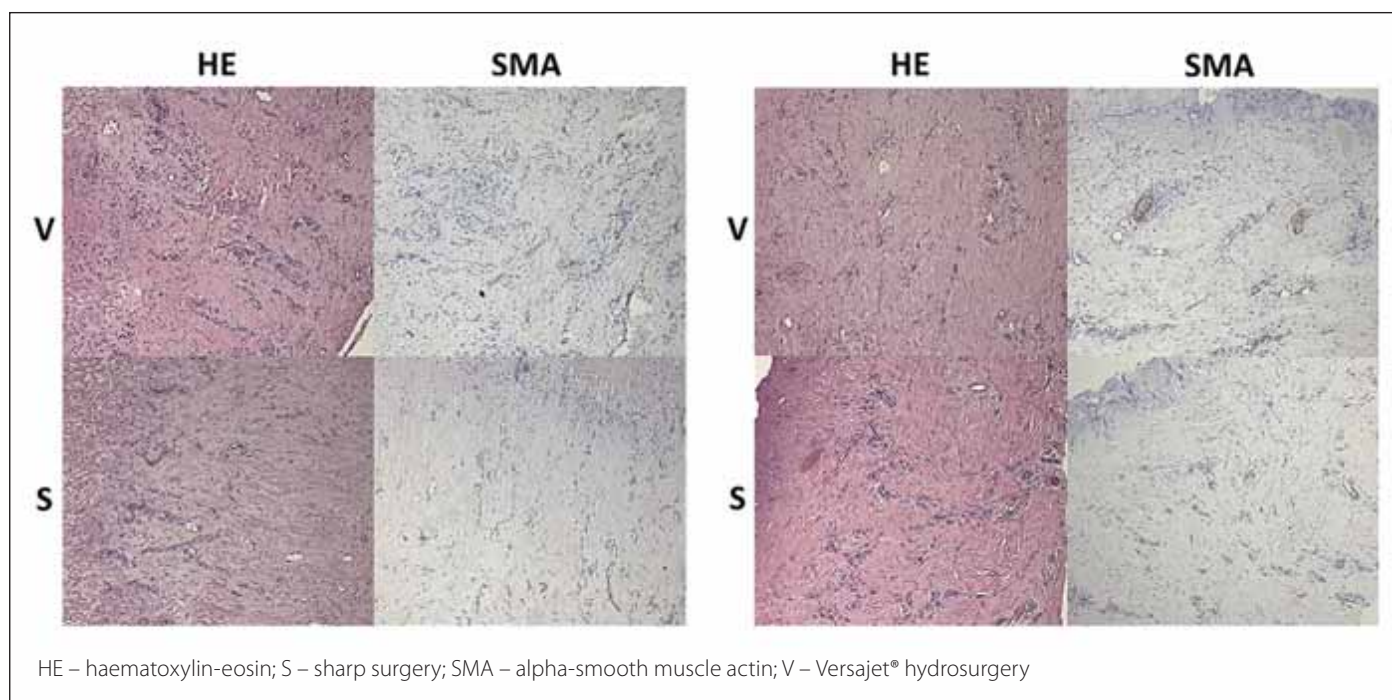 HE SMA
V
S
HE SMA
V
S
HE – haematoxylin-eosin; S – sharp surgery; SMA – alpha-smooth muscle actin; V – Versajet® hydrosurgery